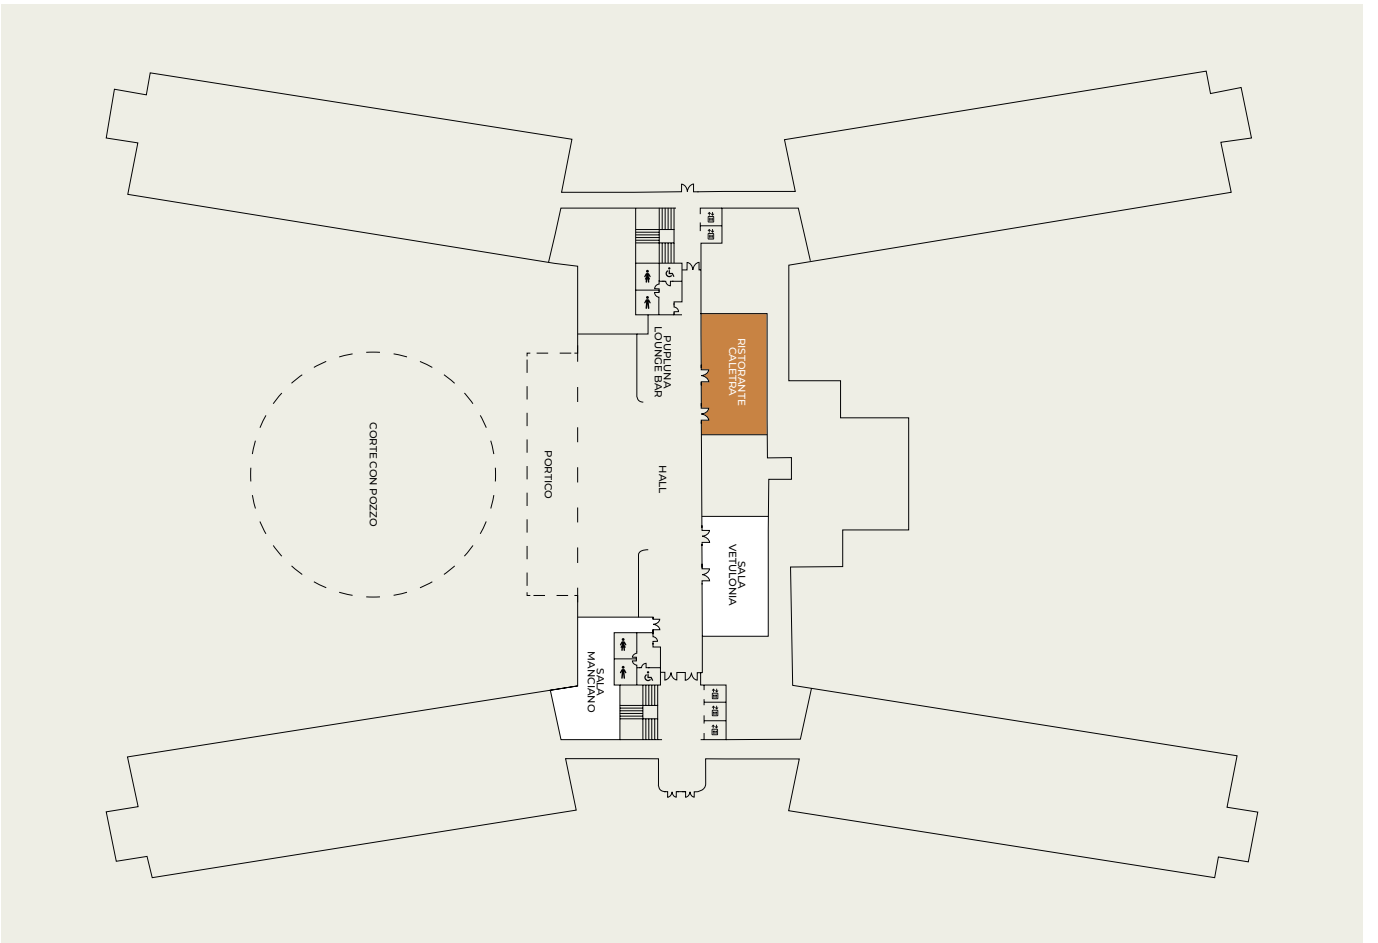 PUPLUNA
LOUNGE BAR
RISTORANTE
CALETRA
CORTE CON POZZO
PORTICO
HALL
SALA
VETULONIA
SALA
MANCIANO